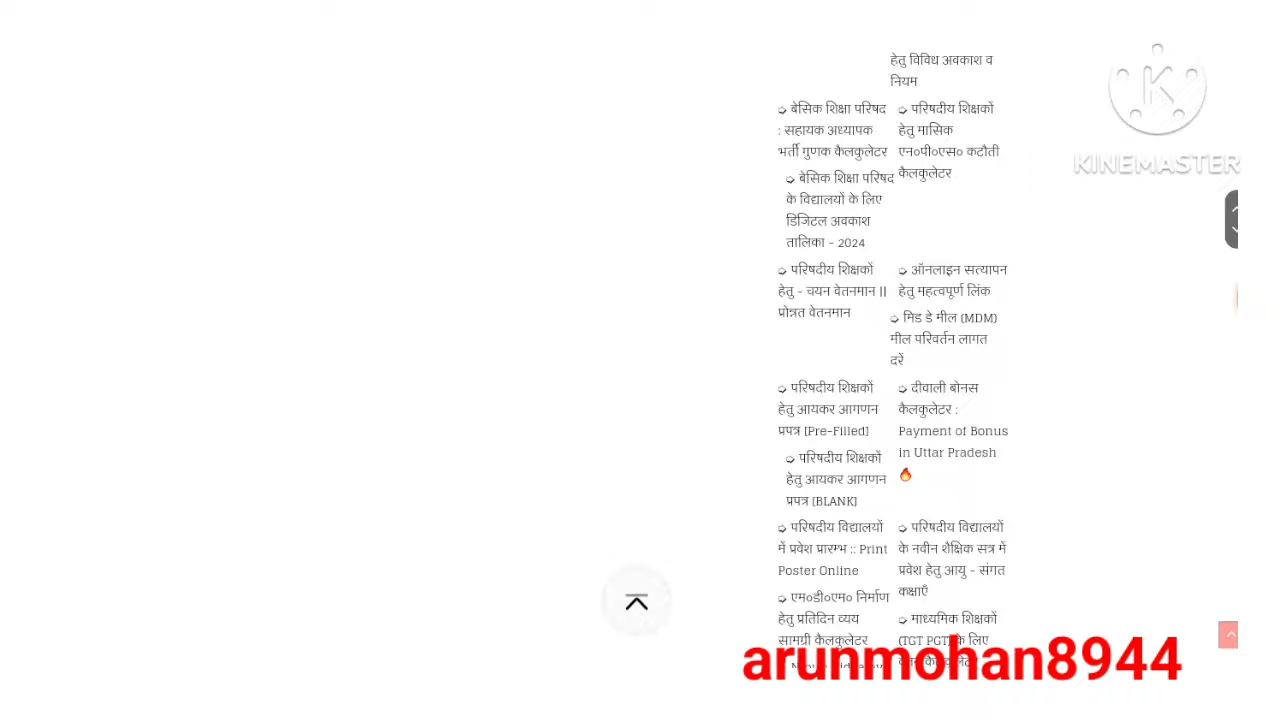 हेतु विविध अवकाश व
नियम
➭ बेसिक शिक्षा परिषद
: सहायक अध्यापक
भर्ती गुणक कैलकुलेटर
➭ बेसिक शिक्षा परिषद
के विद्यालयों के लिए
डिजिटल अवकाश
तालिका - 2024
➭ परिषदीय शिक्षकों
हेतु मासिक
एन०पी०एस० कटौती
कैलकुलेटर
➭ परिषदीय शिक्षकों
हेतु - चयन वेतनमान ||
प्रोन्नत वेतनमान
➭ ऑनलाइन सत्यापन
हेतु महत्वपूर्ण लिंक
➭ मिड डे मील (MDM)
मील परिवर्तन लागत
दरें
➭ परिषदीय शिक्षकों
हेतु आयकर आगणन
प्रपत्र [Pre-Filled]
➭ परिषदीय शिक्षकों
हेतु आयकर आगणन
प्रपत्र [BLANK]
➭ दीवाली बोनस
कैलकुलेटर :
Payment of Bonus
in Uttar Pradesh
🔥
➭ परिषदीय विद्यालयों
में प्रवेश प्रारम्भ :: Print
Poster Online
➭ एम०डी०एम० निर्माण
हेतु प्रतिदिन व्यय
सामग्री कैलकुलेटर
➭ परिषदीय विद्यालयों
के नवीन शैक्षिक सत्र में
प्रवेश हेतु आयु - संगत
कक्षाएँ
➭ माध्यमिक शिक्षकों
(TGT PGT) के लिए
KINEMASTER
arunmohan8944